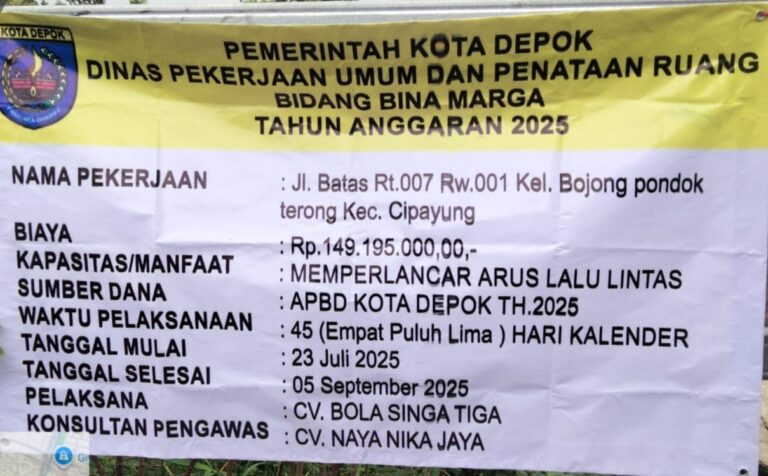 KOTA DEPOK
PEMERINTAH KOTA DEPOK
DINAS PEKERJAAN UMUM DAN PENATAAN RUANG
BIDANG BINA MARGA
TAHUN ANGGARAN 2025
NAMA PEKERJAAN : Jl. Batas Rt.007 Rw.001 Kel. Bojong pondok
terong Kec. Cipayung
BIAYA : Rp.149.195.000,00,-
KAPASITAS/MANFAAT : MEMPERLANCAR ARUS LALU LINTAS
SUMBER DANA : APBD KOTA DEPOK TH.2025
WAKTU PELAKSANAAN : 45 (Empat Puluh Lima ) HARI KALENDER
TANGGAL MULAI : 23 Juli 2025
TANGGAL SELESAI : 05 September 2025
PELAKSANA : CV. BOLA SINGA TIGA
KONSULTAN PENGAWAS : CV. NAYA NIKA JAYA